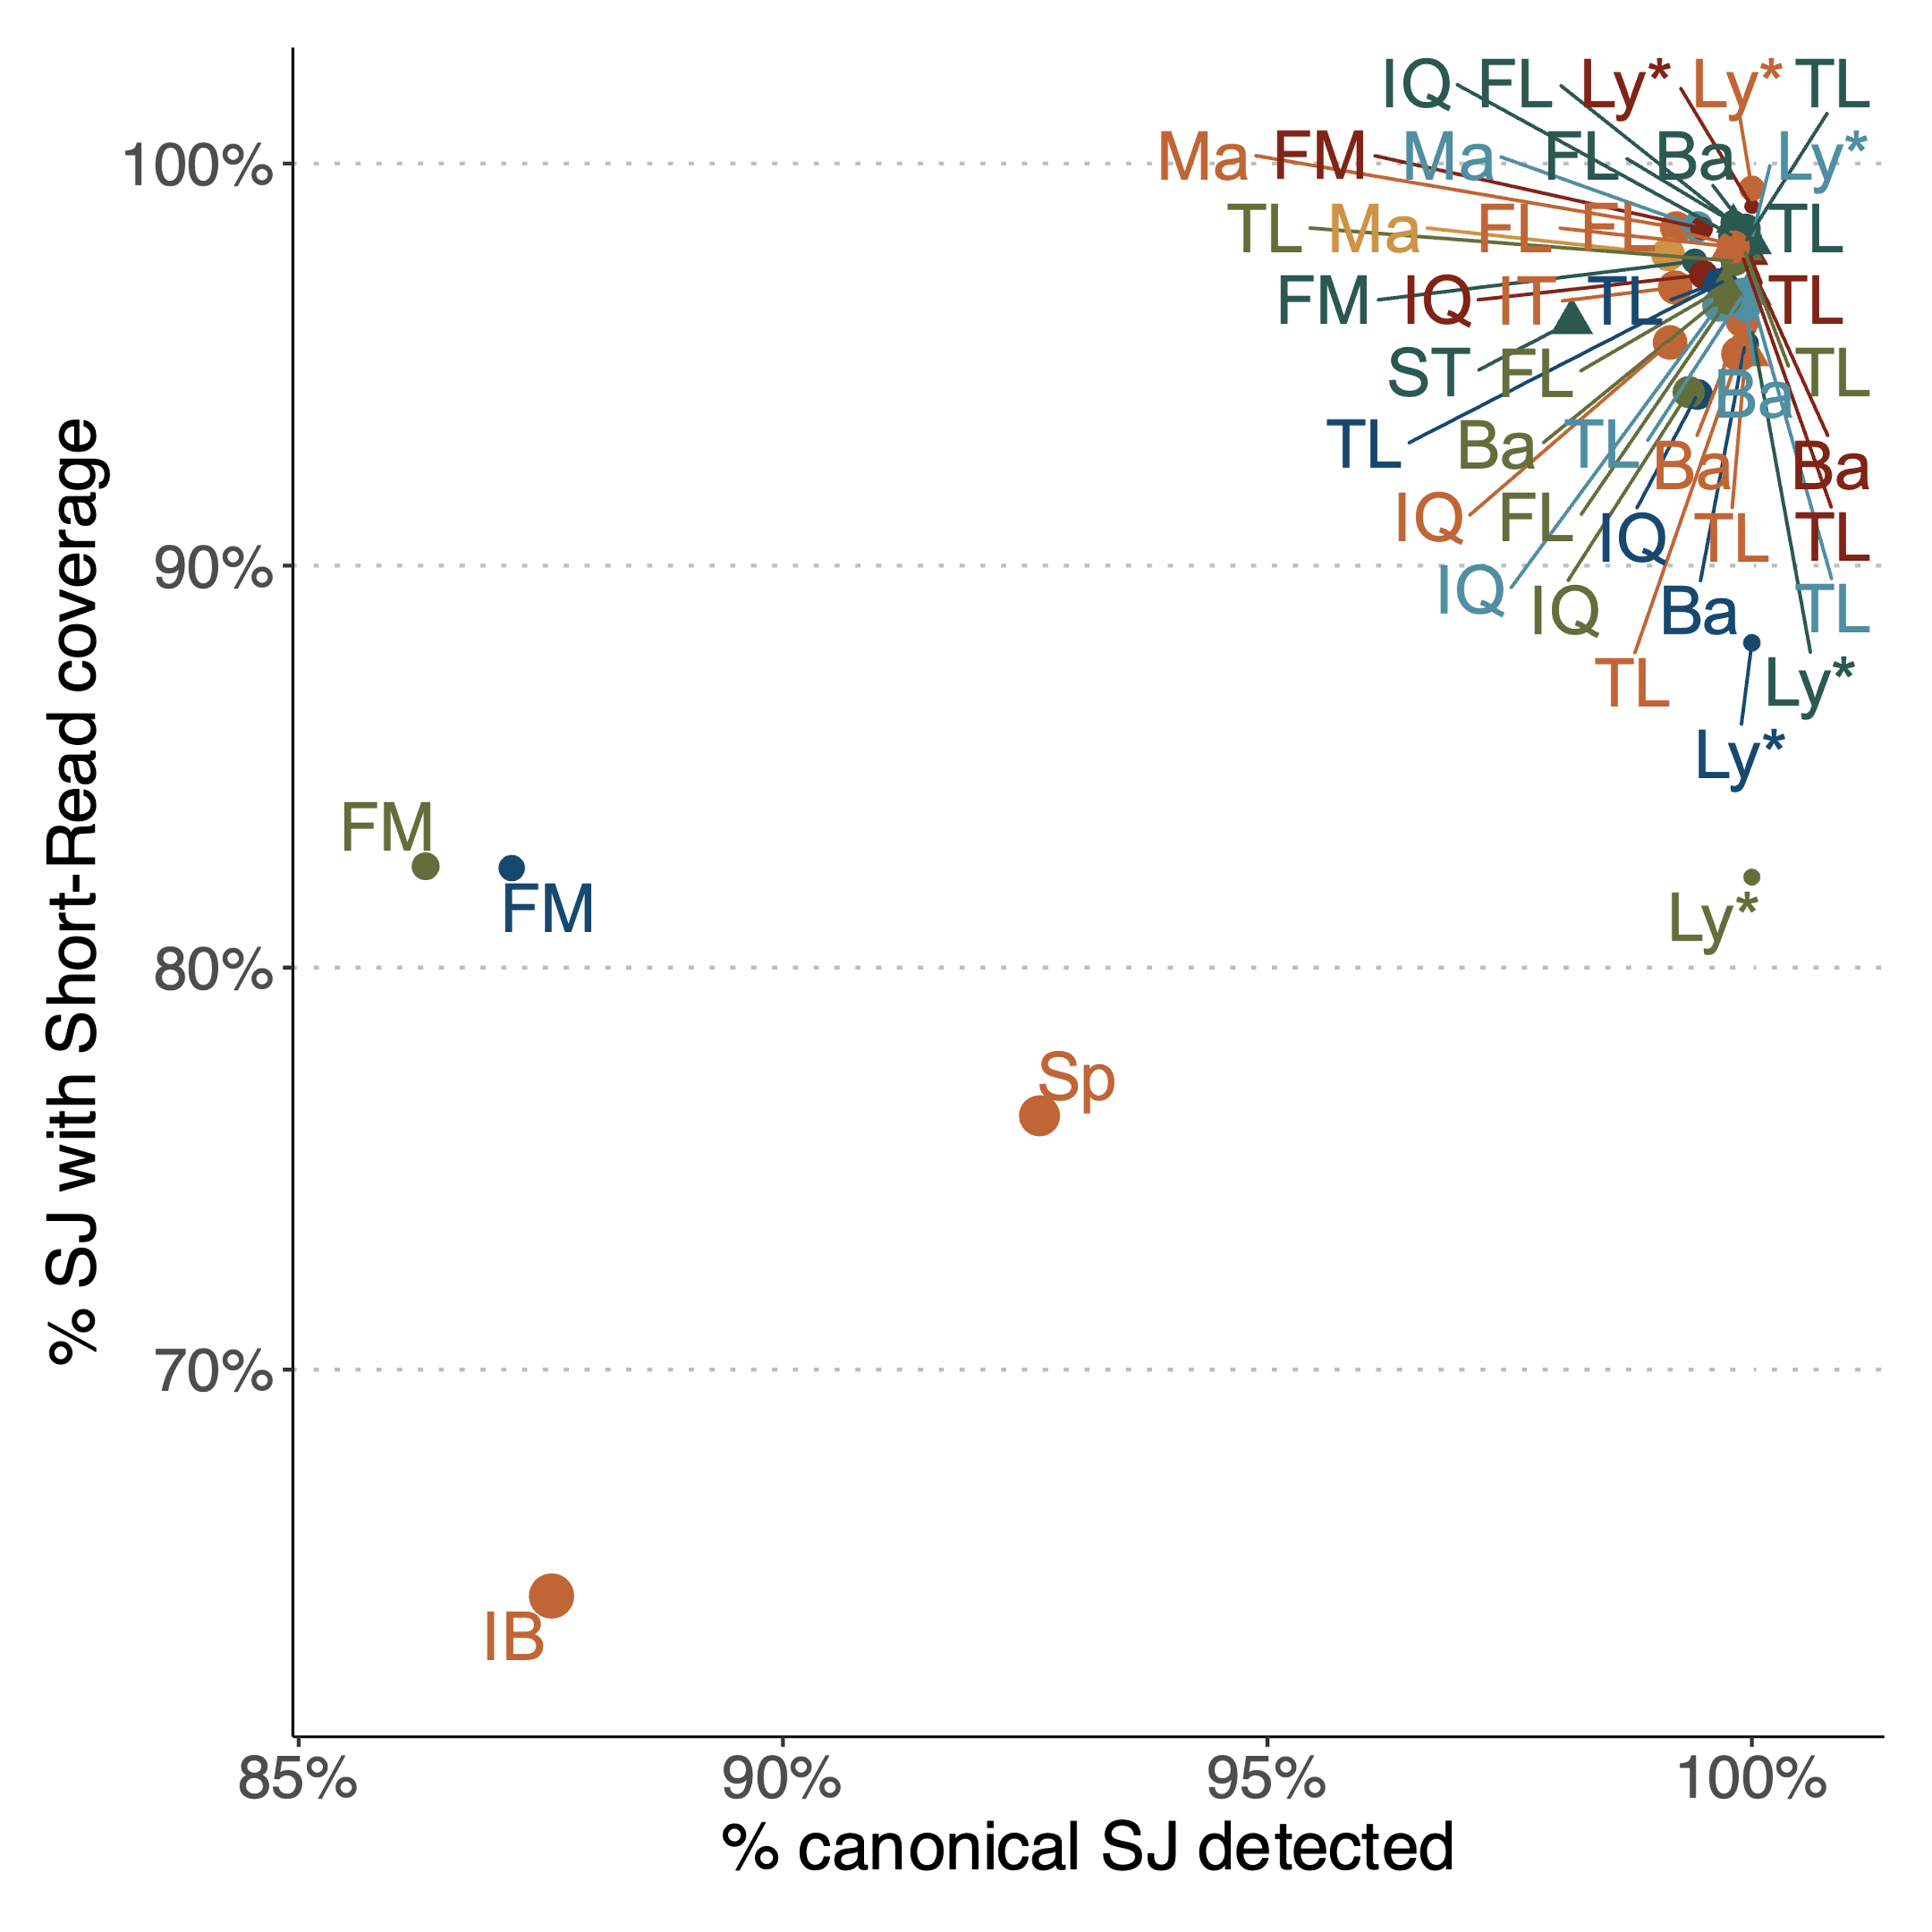 IQ FL Ly* Ly* TL
100% Ma FM Ma FL Ba Ly*
TL Ma FL FL TL
FM IQ IT TL TL
ST FL Ba TL
TL Ba TL Ba Ba
IQ FL IQ TL TL
90%
IQ IQ Ba TL
TL Ly*
Ly*
FM
FM Ly*
80%
Sp
70%
IB
% SJ with Short-Read coverage
85% 90% 95% 100%
% canonical SJ detected